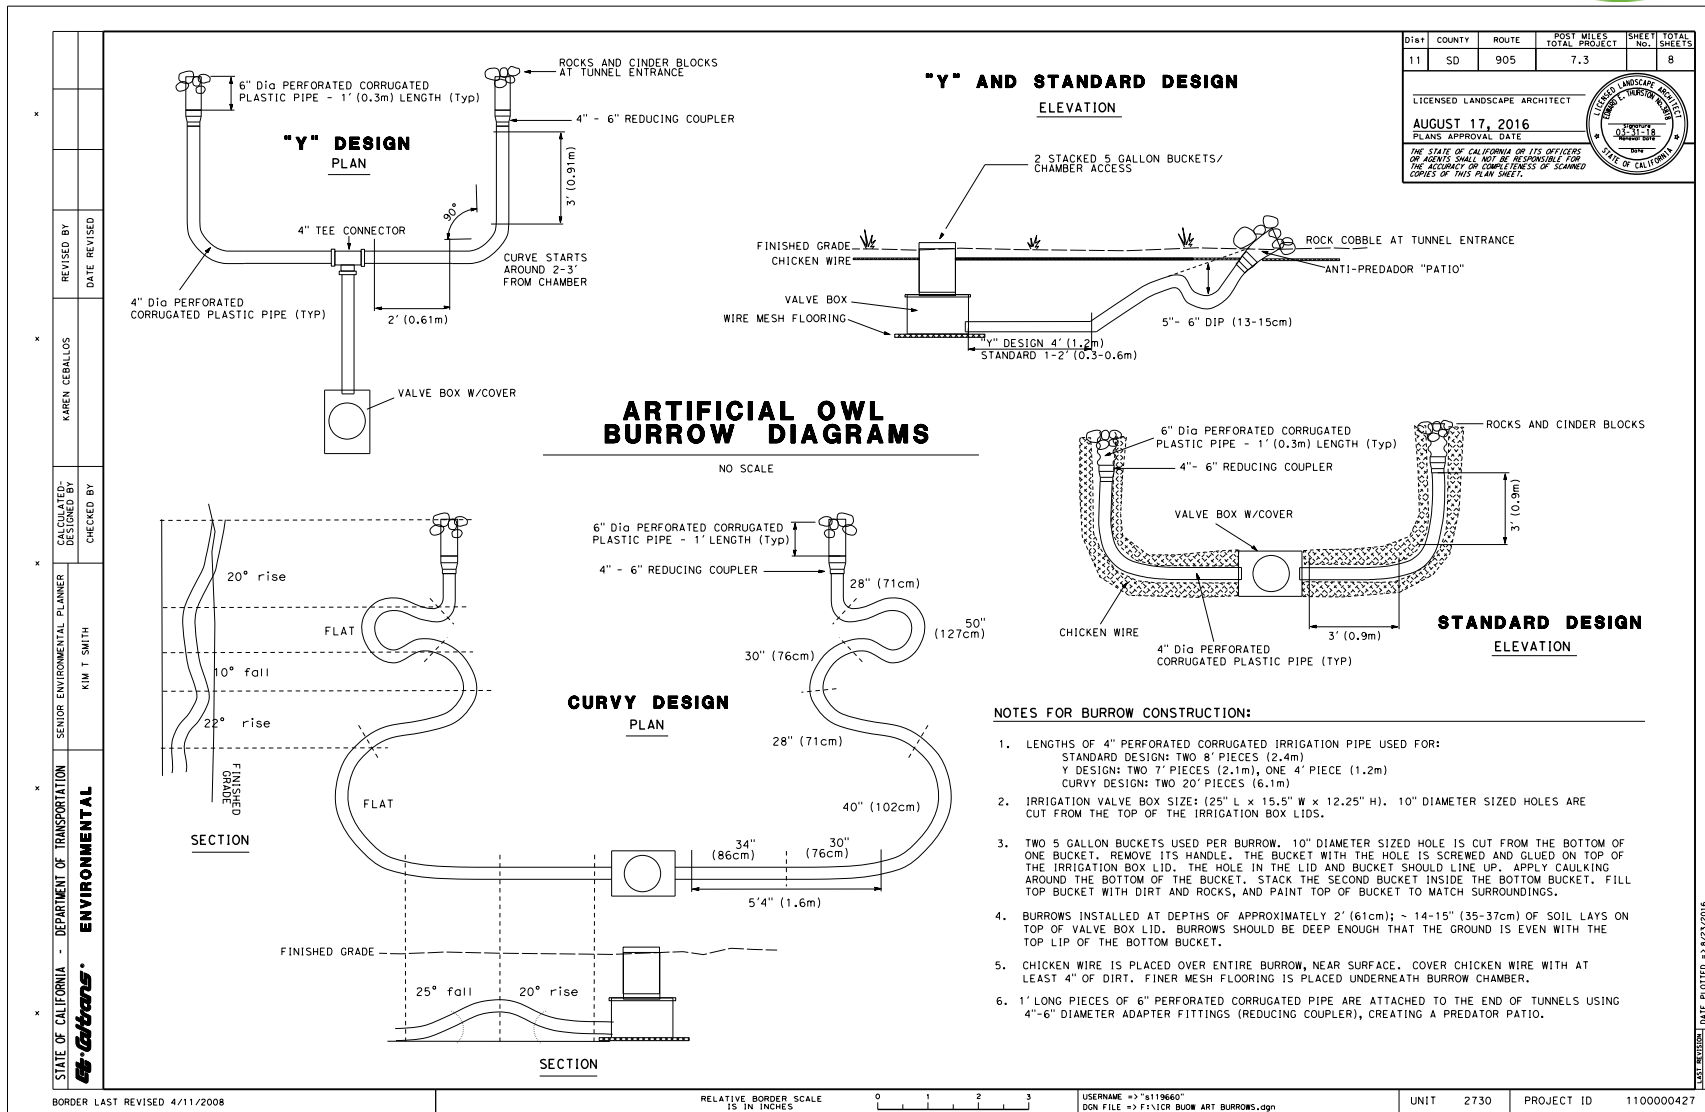 Dist COUNTY ROUTE POST MILES TOTAL PROJECT SHEET No. TOTAL SHEETS
11 SD 905 7.3 8
LICENSED LANDSCAPE ARCHITECT
AUGUST 17, 2016
PLANS APPROVAL DATE
THE STATE OF CALIFORNIA OR ITS OFFICERS
OR AGENTS SHALL NOT BE RESPONSIBLE FOR
THE ACCURACY OR COMPLETENESS OF SCANNED
COPIES OF THIS PLAN SHEET.
LICENSED LANDSCAPE ARCHITECT
Signature
03-31-18
Renewal Date
Date
STATE OF CALIFORNIA
6" Dia PERFORATED CORRUGATED
PLASTIC PIPE - 1' (0.3m) LENGTH (Typ)
ROCKS AND CINDER BLOCKS
AT TUNNEL ENTRANCE
4" - 6" REDUCING COUPLER
"Y" DESIGN
PLAN
3' (0.91m)
90°
4" TEE CONNECTOR
CURVE STARTS
AROUND 2-3'
FROM CHAMBER
4" Dia PERFORATED
CORRUGATED PLASTIC PIPE (TYP)
2' (0.61m)
VALVE BOX W/COVER
"Y" AND STANDARD DESIGN
ELEVATION
2 STACKED 5 GALLON BUCKETS/
CHAMBER ACCESS
FINISHED GRADE
CHICKEN WIRE
ROCK COBBLE AT TUNNEL ENTRANCE
ANTI-PREDADOR "PATIO"
VALVE BOX
WIRE MESH FLOORING
5"- 6" DIP (13-15cm)
"Y" DESIGN 4' (1.2m)
STANDARD 1-2' (0.3-0.6m)
ARTIFICIAL OWL
BURROW DIAGRAMS
NO SCALE
6" Dia PERFORATED CORRUGATED
PLASTIC PIPE - 1' (0.3m) LENGTH (Typ)
ROCKS AND CINDER BLOCKS
4"- 6" REDUCING COUPLER
VALVE BOX W/COVER
3' (0.9m)
CHICKEN WIRE
3' (0.9m)
4" Dia PERFORATED
CORRUGATED PLASTIC PIPE (TYP)
STANDARD DESIGN
ELEVATION
20° rise
FLAT
10° fall
22° rise
FINISHED
GRADE
SECTION
FLAT
6" Dia PERFORATED CORRUGATED
PLASTIC PIPE - 1' LENGTH (Typ)
4" - 6" REDUCING COUPLER
28" (71cm)
50"
(127cm)
30" (76cm)
CURVY DESIGN
PLAN
28" (71cm)
40" (102cm)
34"
(86cm)
30"
(76cm)
5'4" (1.6m)
FINISHED GRADE
25° fall
20° rise
SECTION
NOTES FOR BURROW CONSTRUCTION:
1. LENGTHS OF 4" PERFORATED CORRUGATED IRRIGATION PIPE USED FOR:
STANDARD DESIGN: TWO 8' PIECES (2.4m)
Y DESIGN: TWO 7' PIECES (2.1m), ONE 4' PIECE (1.2m)
CURVY DESIGN: TWO 20' PIECES (6.1m)
2. IRRIGATION VALVE BOX SIZE: (25" L x 15.5" W x 12.25" H). 10" DIAMETER SIZED HOLES ARE
CUT FROM THE TOP OF THE IRRIGATION BOX LIDS.
3. TWO 5 GALLON BUCKETS USED PER BURROW. 10" DIAMETER SIZED HOLE IS CUT FROM THE BOTTOM OF
ONE BUCKET. REMOVE ITS HANDLE. THE BUCKET WITH THE HOLE IS SCREWED AND GLUED ON TOP OF
THE IRRIGATION BOX LID. THE HOLE IN THE LID AND BUCKET SHOULD LINE UP. APPLY CAULKING
AROUND THE BOTTOM OF THE BUCKET. STACK THE SECOND BUCKET INSIDE THE BOTTOM BUCKET. FILL
TOP BUCKET WITH DIRT AND ROCKS, AND PAINT TOP OF BUCKET TO MATCH SURROUNDINGS.
4. BURROWS INSTALLED AT DEPTHS OF APPROXIMATELY 2' (61cm); ~ 14-15" (35-37cm) OF SOIL LAYS ON
TOP OF VALVE BOX LID. BURROWS SHOULD BE DEEP ENOUGH THAT THE GROUND IS EVEN WITH THE
TOP LIP OF THE BOTTOM BUCKET.
5. CHICKEN WIRE IS PLACED OVER ENTIRE BURROW, NEAR SURFACE. COVER CHICKEN WIRE WITH AT
LEAST 4" OF DIRT. FINER MESH FLOORING IS PLACED UNDERNEATH BURROW CHAMBER.
6. 1' LONG PIECES OF 6" PERFORATED CORRUGATED PIPE ARE ATTACHED TO THE END OF TUNNELS USING
4"-6" DIAMETER ADAPTER FITTINGS (REDUCING COUPLER), CREATING A PREDATOR PATIO.
REVISED BY
DATE REVISED
KAREN CEBALLOS
CALCULATED-
DESIGNED BY
CHECKED BY
SENIOR ENVIRONMENTAL PLANNER
KIM T SMITH
STATE OF CALIFORNIA - DEPARTMENT OF TRANSPORTATION
ENVIRONMENTAL
Caltrans
LAST REVISION
DATE PLOTTED => 8/23/2016
BORDER LAST REVISED 4/11/2008
RELATIVE BORDER SCALE
IS IN INCHES
0 1 2 3
USERNAME => "s119660"
DGN FILE => F:\ICR BUOW ART BURROWS.dgn
UNIT 2730
PROJECT ID 1100000427